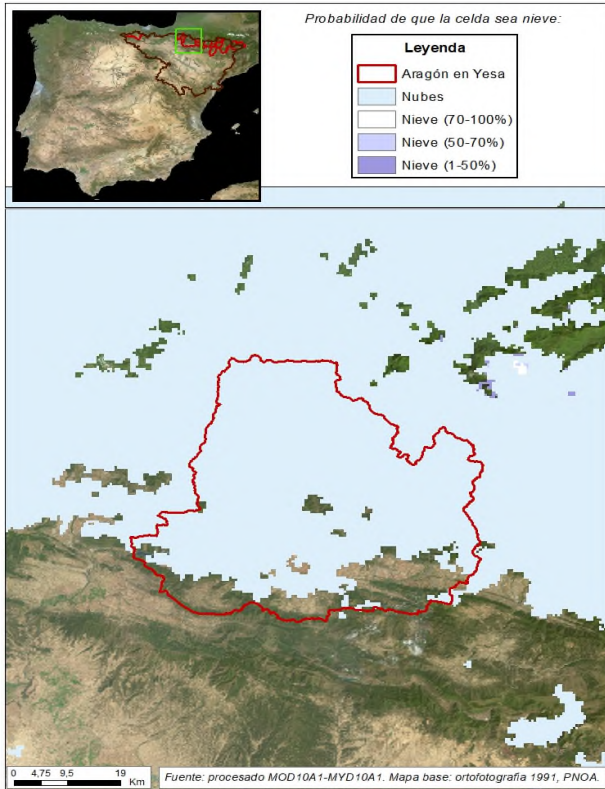 Probabilidad de que la celda sea nieve:
Leyenda
Aragón en Yesa
Nubes
Nieve (70-100%)
Nieve (50-70%)
Nieve (1-50%)
0 4,75 9,5 19
Km
Fuente: procesado MOD10A1-MYD10A1. Mapa base: ortofotografía 1991, PNOA.